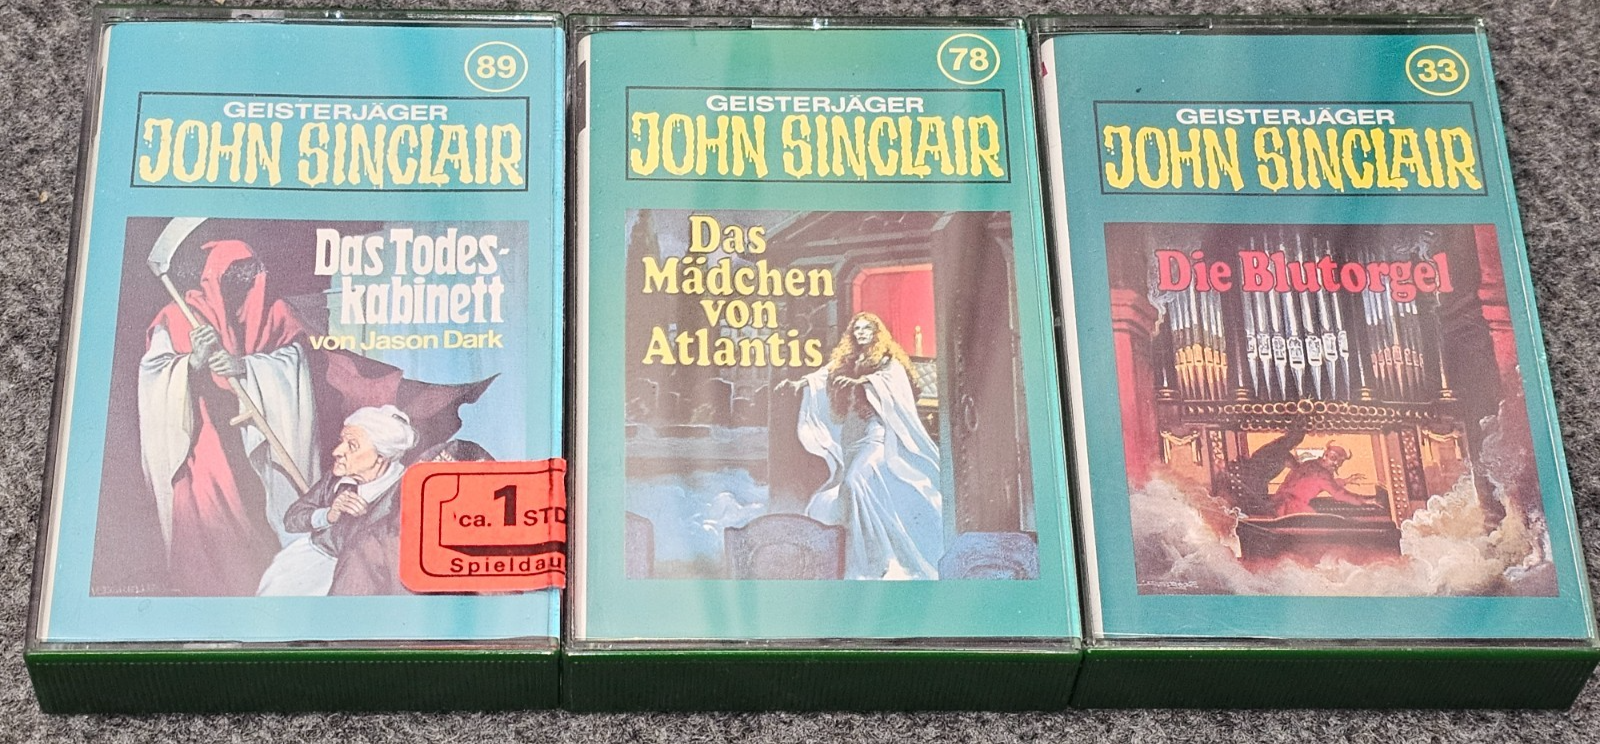 89
GEISTERJÄGER
JOHN SINCLAIR
Das Todes-
kabinett
von Jason Dark
ca. 1 STD
Spieldau
78
GEISTERJÄGER
JOHN SINCLAIR
Das
Mädchen
von
Atlantis
33
GEISTERJÄGER
JOHN SINCLAIR
Die Blutorgel